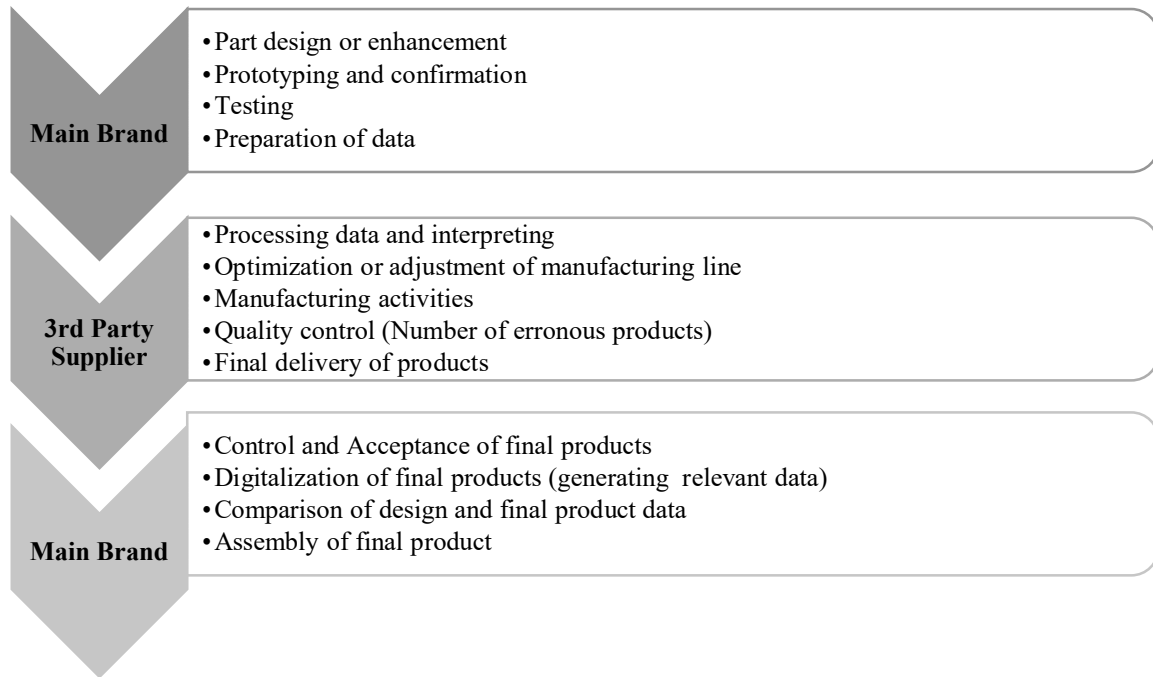 Main Brand
•Part design or enhancement
•Prototyping and confirmation
•Testing
•Preparation of data
3rd Party
Supplier
•Processing data and interpreting
•Optimization or adjustment of manufacturing line
•Manufacturing activities
•Quality control (Number of erronous products)
•Final delivery of products
Main Brand
•Control and Acceptance of final products
•Digitalization of final products (generating  relevant data)
•Comparison of design and final product data
•Assembly of final product